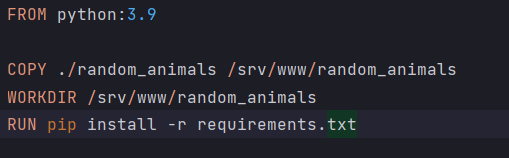 FROM python:3.9
COPY ./random_animals /srv/www/random_animals
WORKDIR /srv/www/random_animals
RUN pip install -r requirements.txt